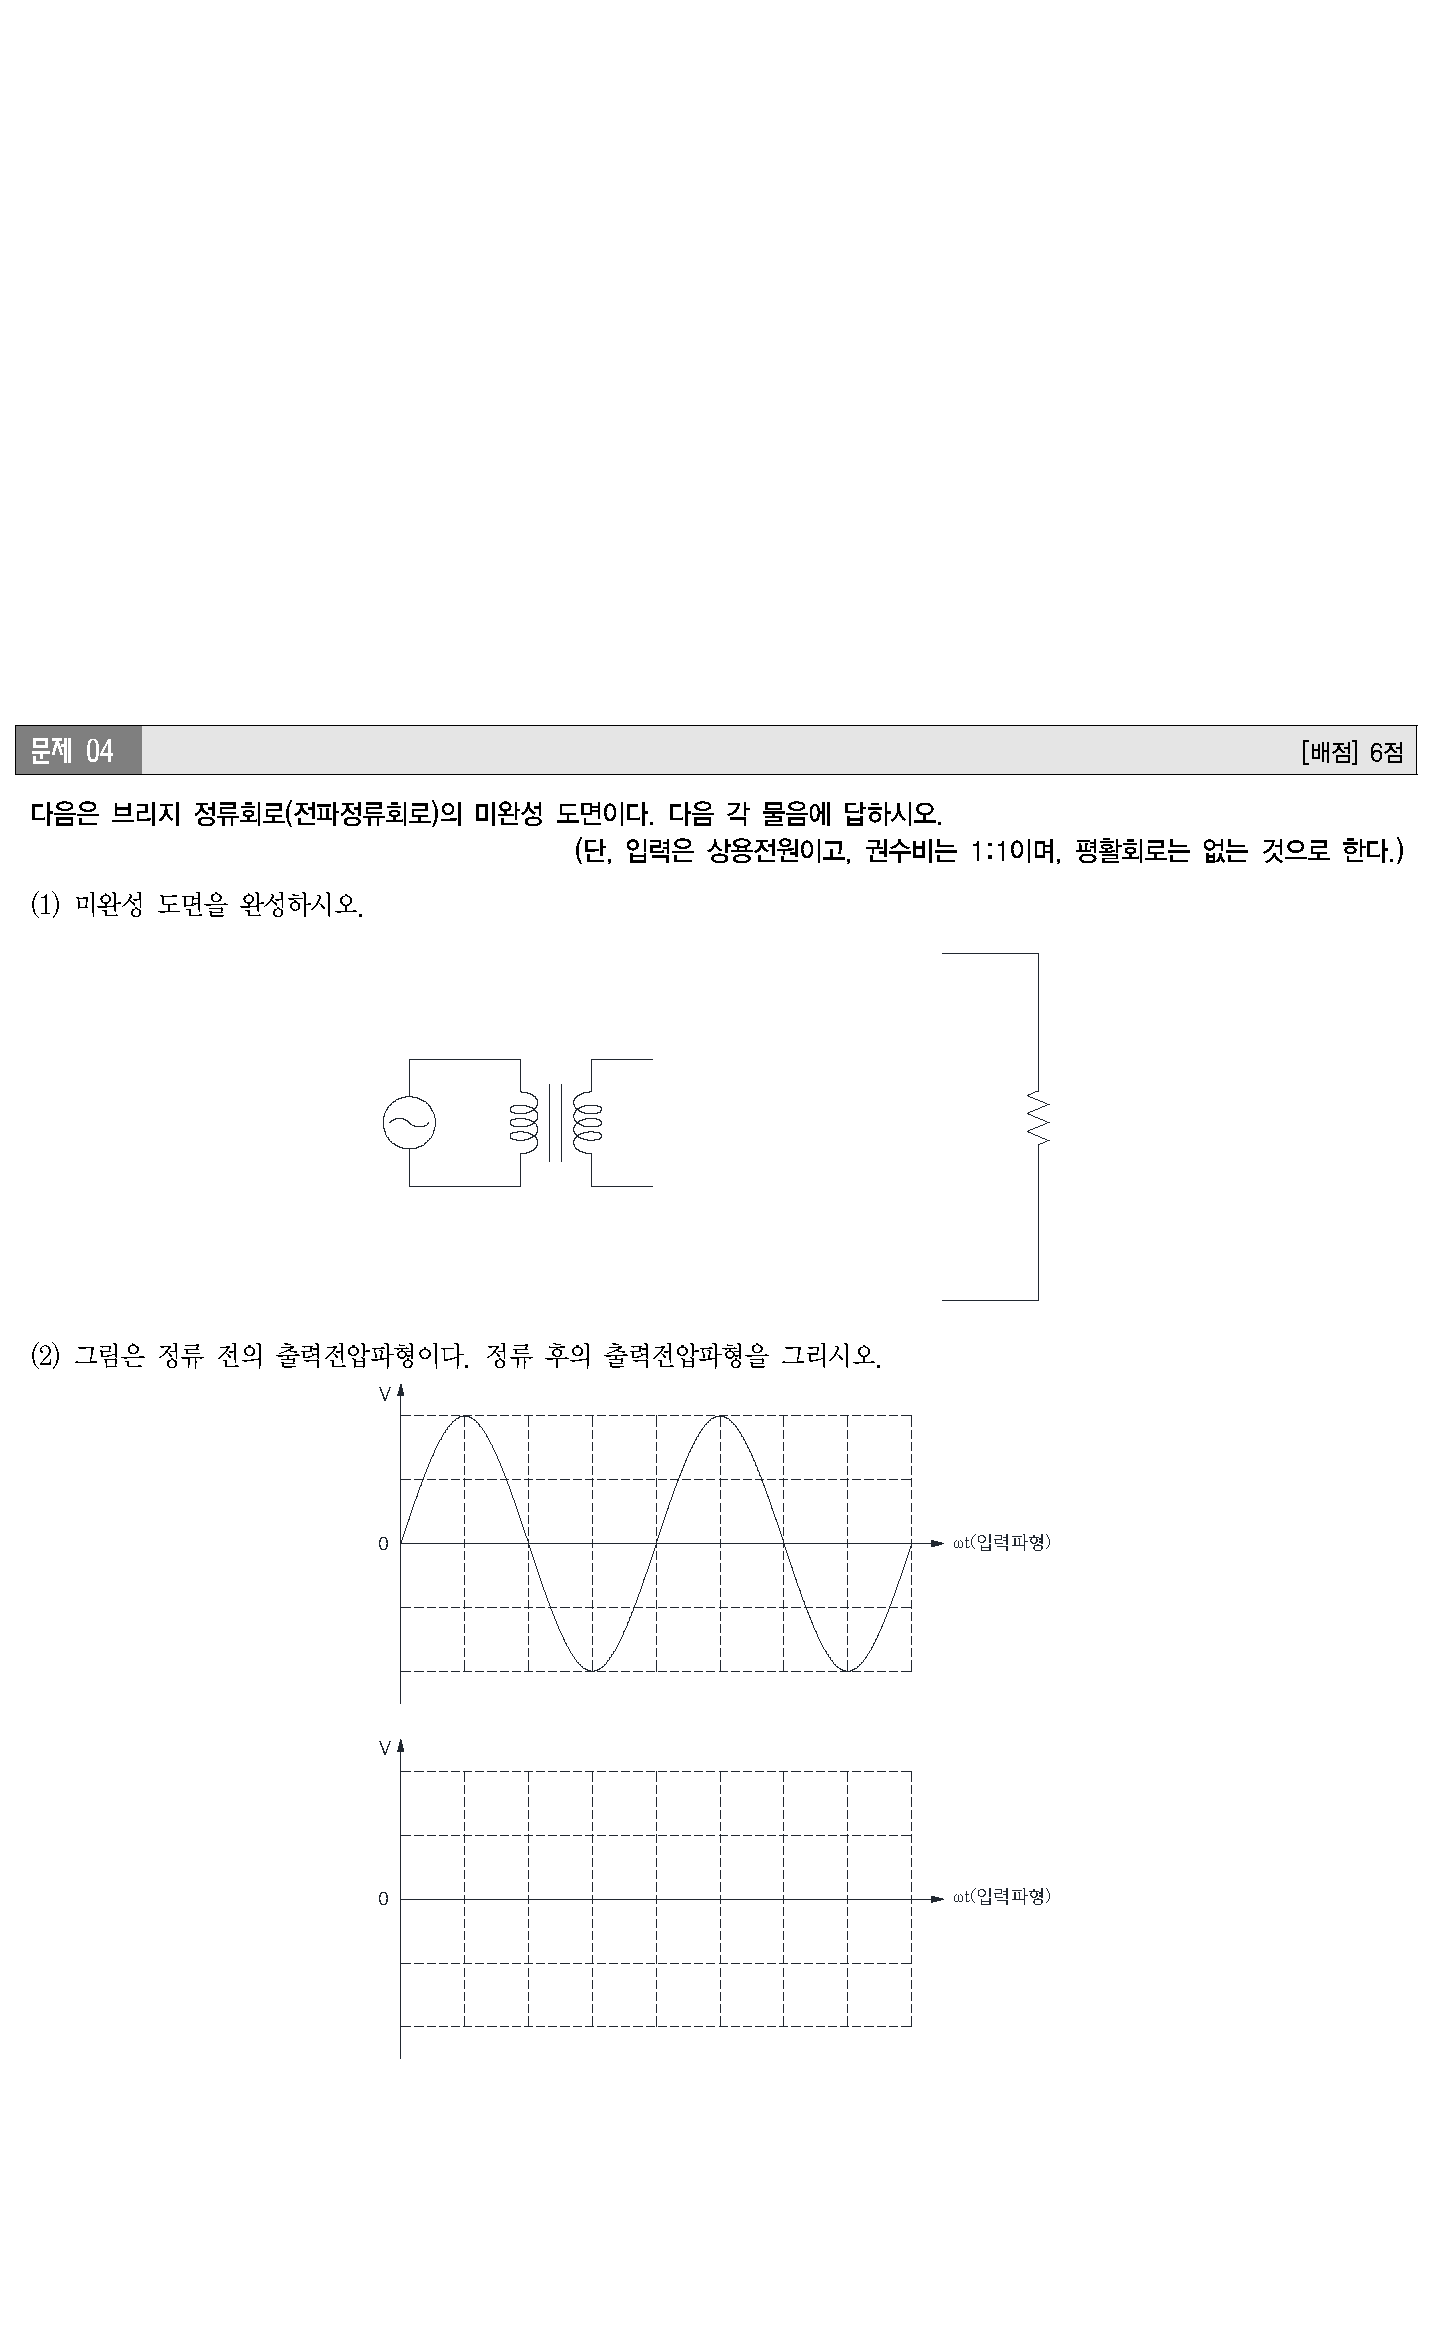 문제 04 [배점] 6점
다음은 브리지 정류회로(전파정류회로)의 미완성 도면이다. 다음 각 물음에 답하시오.
(단, 입력은 상용전원이고, 권수비는 1:1이며, 평활회로는 없는 것으로 한다.)
(1) 미완성 도면을 완성하시오.
(2) 그림은 정류 전의 출력전압파형이다. 정류 후의 출력전압파형을 그리시오.
V
0
ωt(입력파형)
V
0
ωt(입력파형)